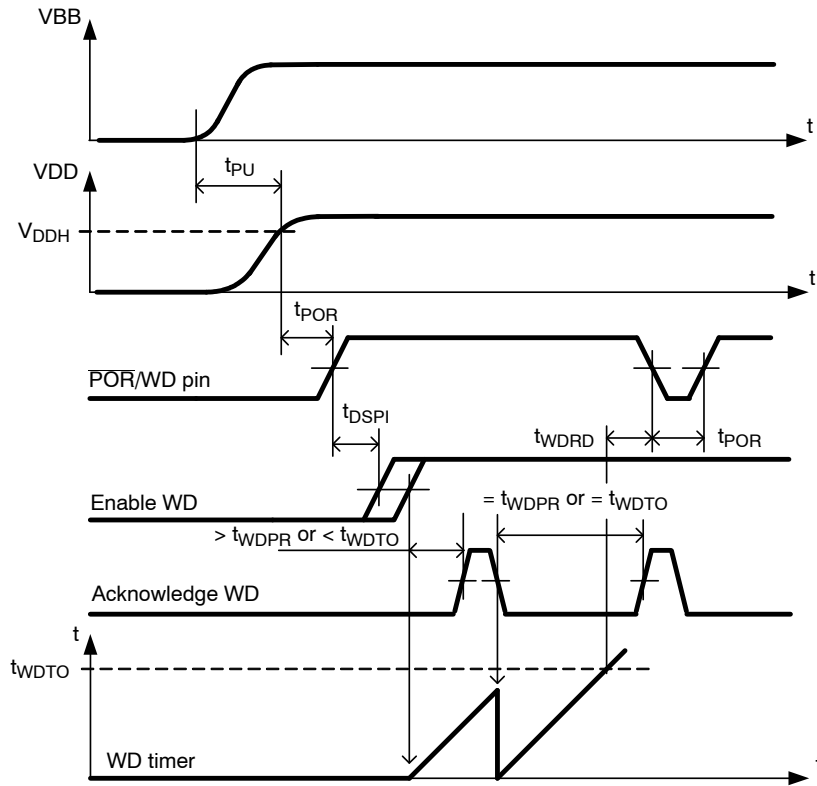 VBB
t
tPU
VDD
VDDH
t
tPOR
POR/WD pin
tDSPI
tWDRD
tPOR
Enable WD
> tWDPR or < tWDTO
= tWDPR or = tWDTO
Acknowledge WD
t
tWDTO
WD timer